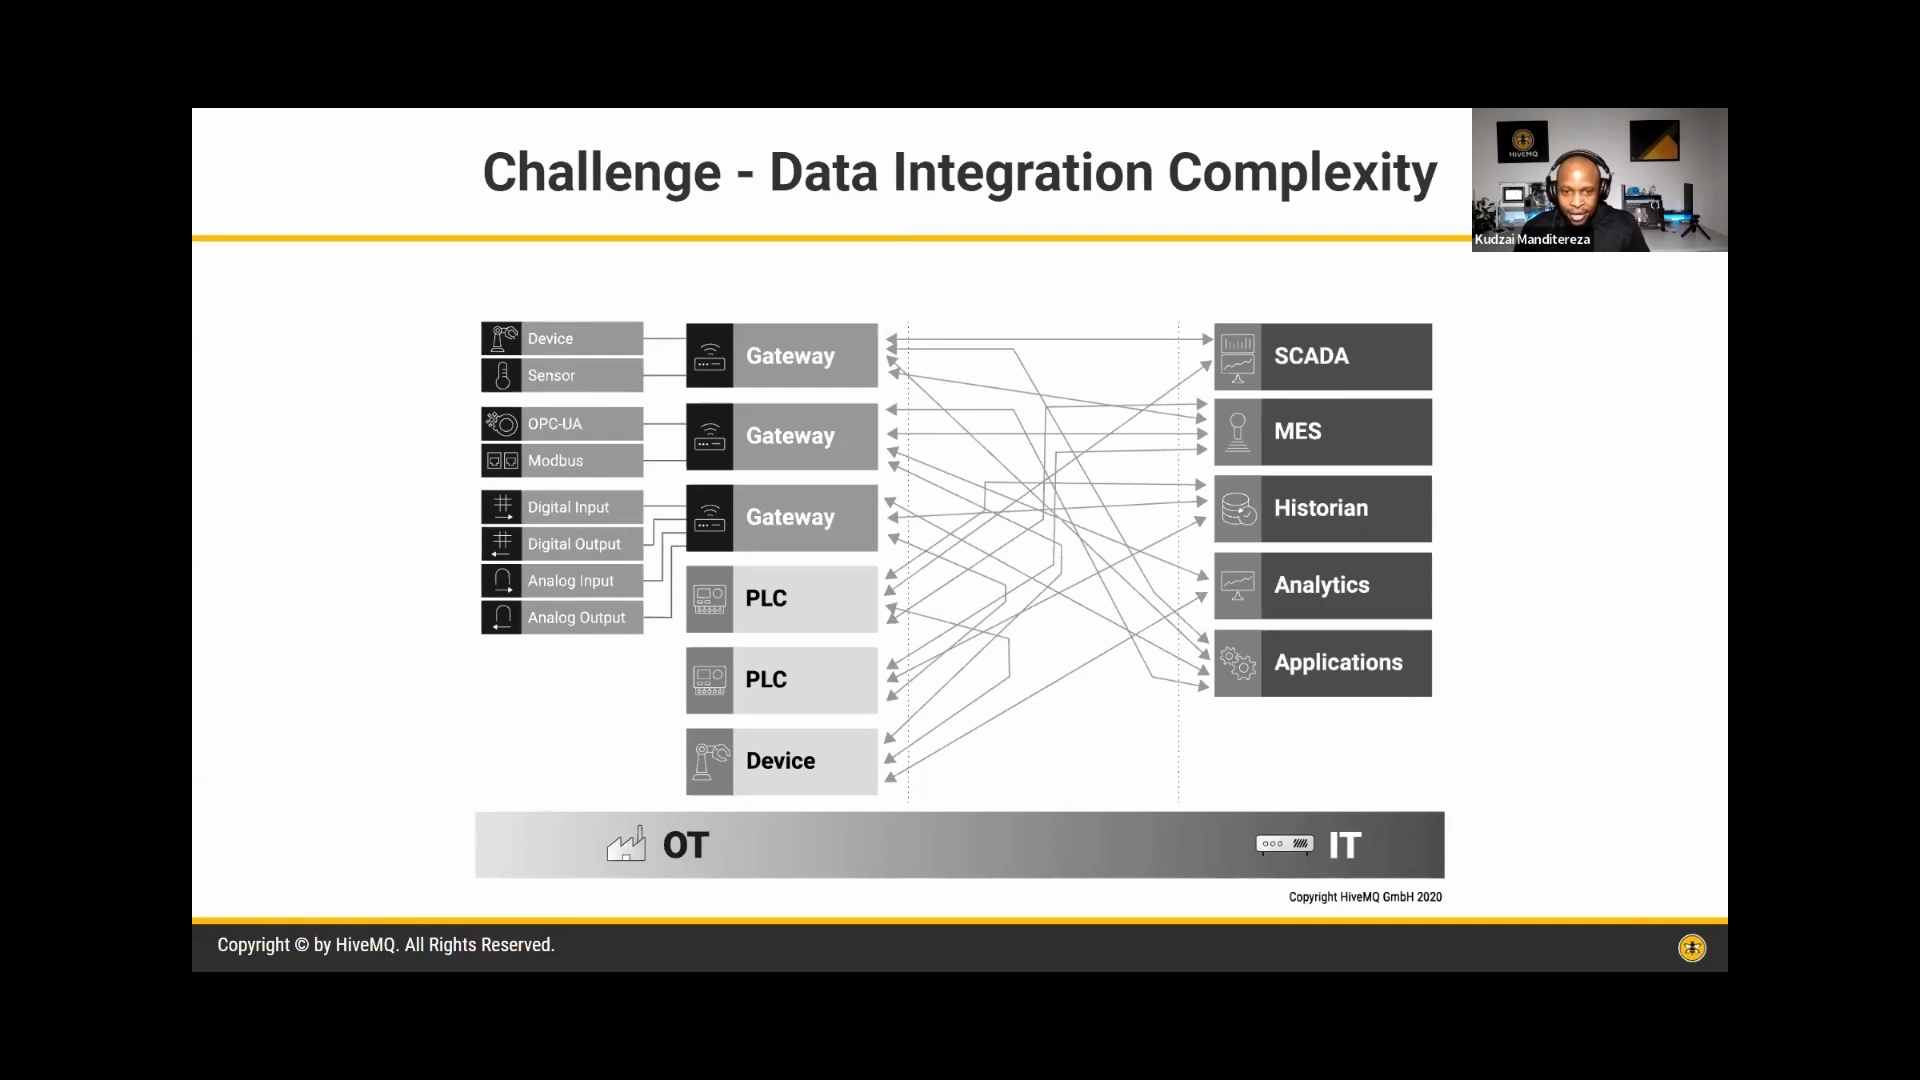 Challenge - Data Integration Complexity
HIVEMQ
Kudzai Manditereza
Device
Sensor
OPC-UA
Modbus
Digital Input
Digital Output
Analog Input
Analog Output
Gateway
Gateway
Gateway
PLC
PLC
Device
SCADA
MES
Historian
Analytics
Applications
OT
IT
Copyright HiveMQ GmbH 2020
Copyright © by HiveMQ. All Rights Reserved.